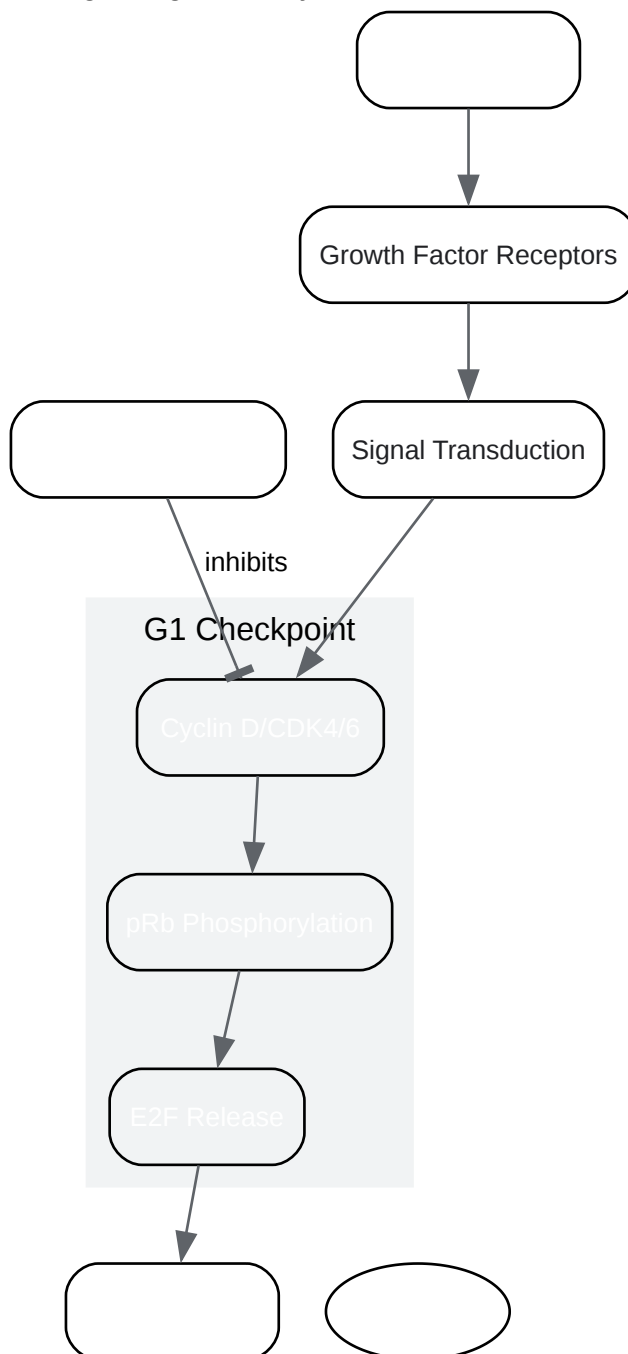 Growth Factor Receptors
Signal Transduction
inhibits
G1 Checkpoint
Cyclin D/CDK4/6
pRb Phosphorylation
E2F Release